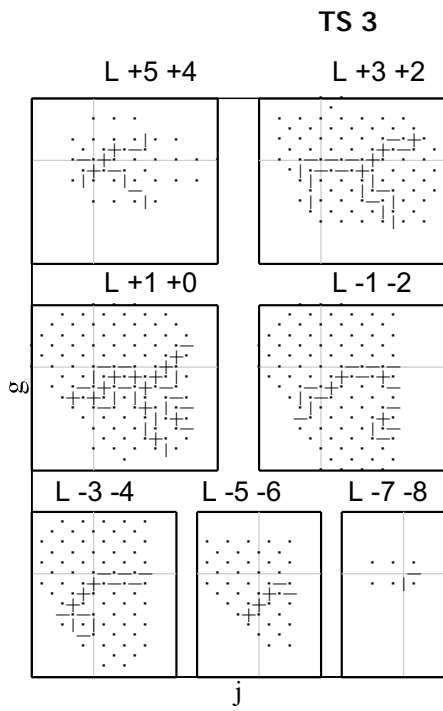 TS 3
L +5 +4
L +3 +2
L +1 +0
L -1 -2
g
L -3 -4
L -5 -6
L -7 -8
j